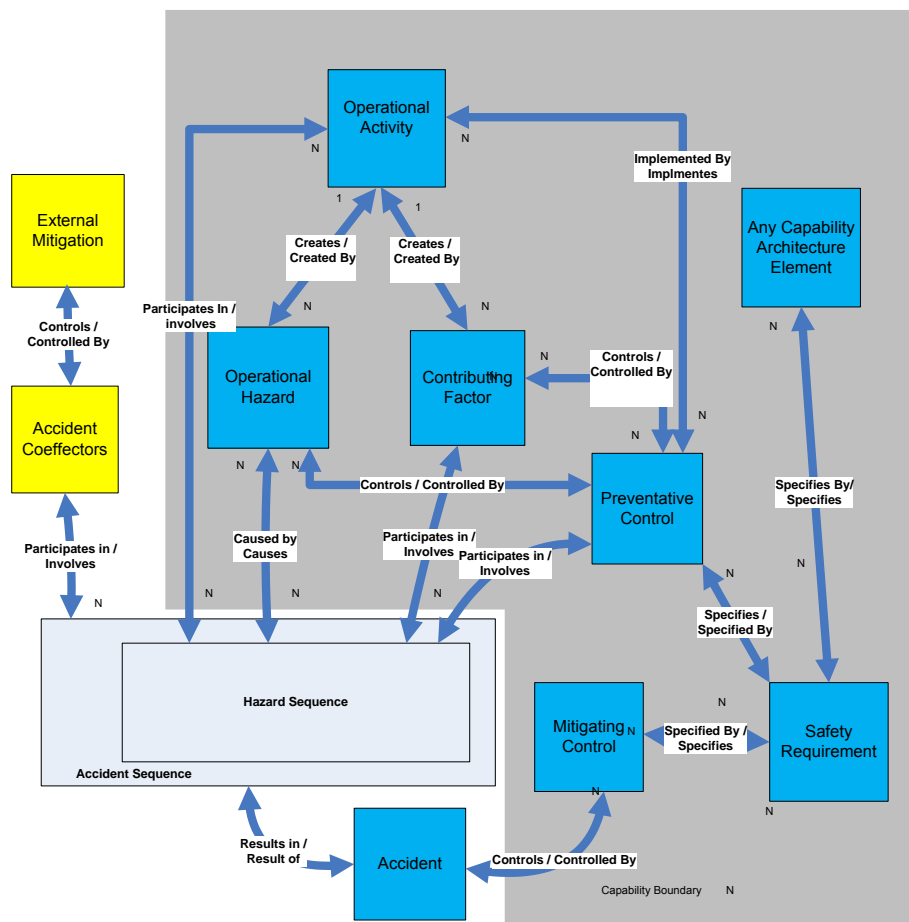 Operational
Activity
N
N
Implemented By
Implmentes
External
Mitigation
1
1
Any Capability
Architecture
Element
Creates /
Created By
Creates /
Created By
Participates In /
involves
Controls /
Controlled By
N
N
N
Operational
Hazard
Contributing
Factor
N
N
Controls /
Controlled By
Accident
Coeffectors
N
N
N
N
Controls / Controlled By
Preventative
Control
Specifies By/
Specifies
Participates in /
Involves
Caused by
Causes
Participates in /
Involves
Participates in /
Involves
N
N
N
N
N
N
Specifies /
Specified By
Hazard Sequence
Accident Sequence
N
Mitigating
Control
N
Specified By /
Specifies
Safety
Requirement
N
N
Results in /
Result of
Accident
Controls / Controlled By
Capability Boundary
N